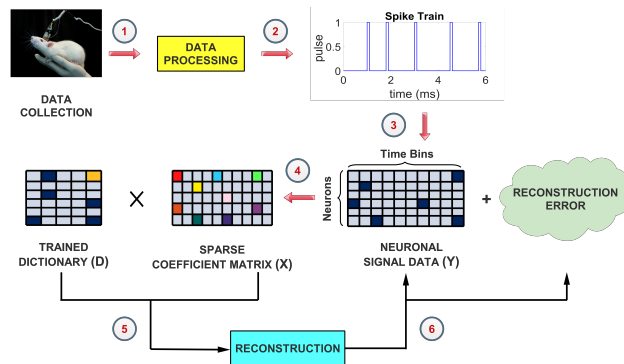 1
2
DATA
PROCESSING
Spike Train
pulse
1
0.5
0
0
2
4
6
time (ms)
DATA
COLLECTION
3
Time Bins
4
Neurons
X
+
RECONSTRUCTION
ERROR
TRAINED
DICTIONARY (D)
SPARSE
COEFFICIENT MATRIX (X)
NEURONAL
SIGNAL DATA (Y)
5
RECONSTRUCTION
6